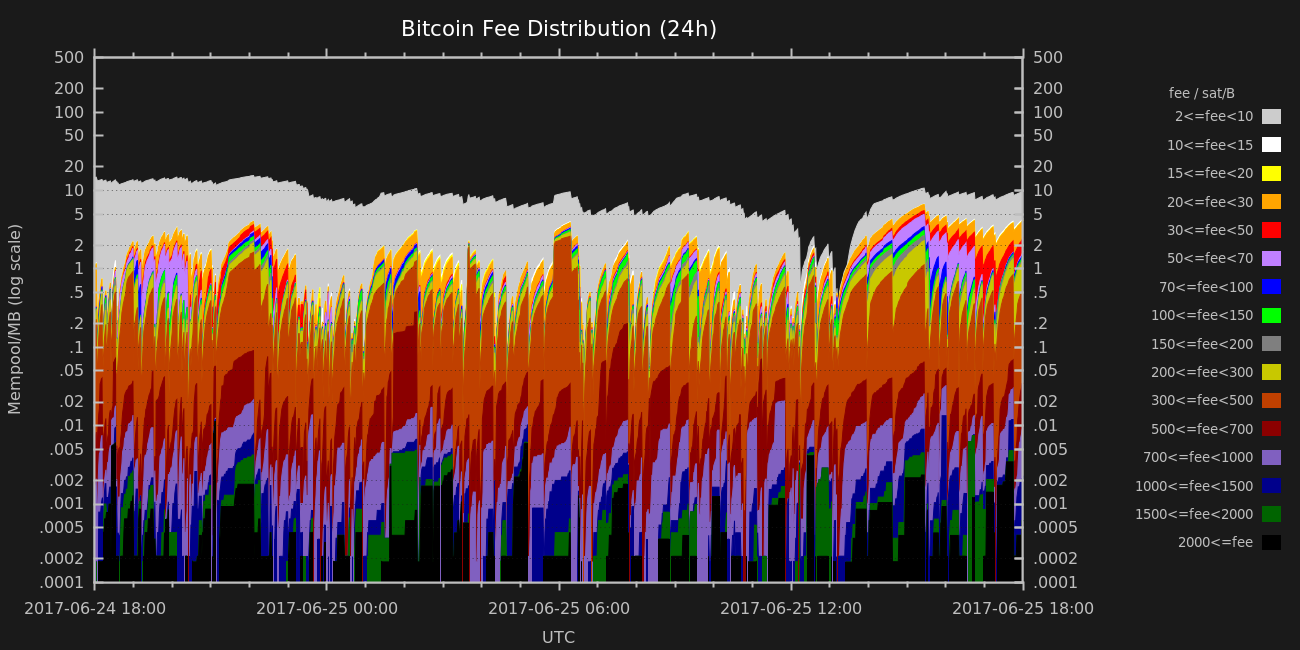 Bitcoin Fee Distribution (24h)
500
200
100
50
20
10
5
2
1
.5
.2
.1
.05
.02
.01
.005
.002
.001
.0005
.0002
.0001
Mempool/MB (log scale)
500
200
100
50
20
10
5
2
1
.5
.2
.1
.05
.02
.01
.005
.002
.001
.0005
.0002
.0001
2017-06-24 18:00 2017-06-25 00:00 2017-06-25 06:00 2017-06-25 12:00 2017-06-25 18:00
UTC
fee / sat/B
2<=fee<10
10<=fee<15
15<=fee<20
20<=fee<30
30<=fee<50
50<=fee<70
70<=fee<100
100<=fee<150
150<=fee<200
200<=fee<300
300<=fee<500
500<=fee<700
700<=fee<1000
1000<=fee<1500
1500<=fee<2000
2000<=fee